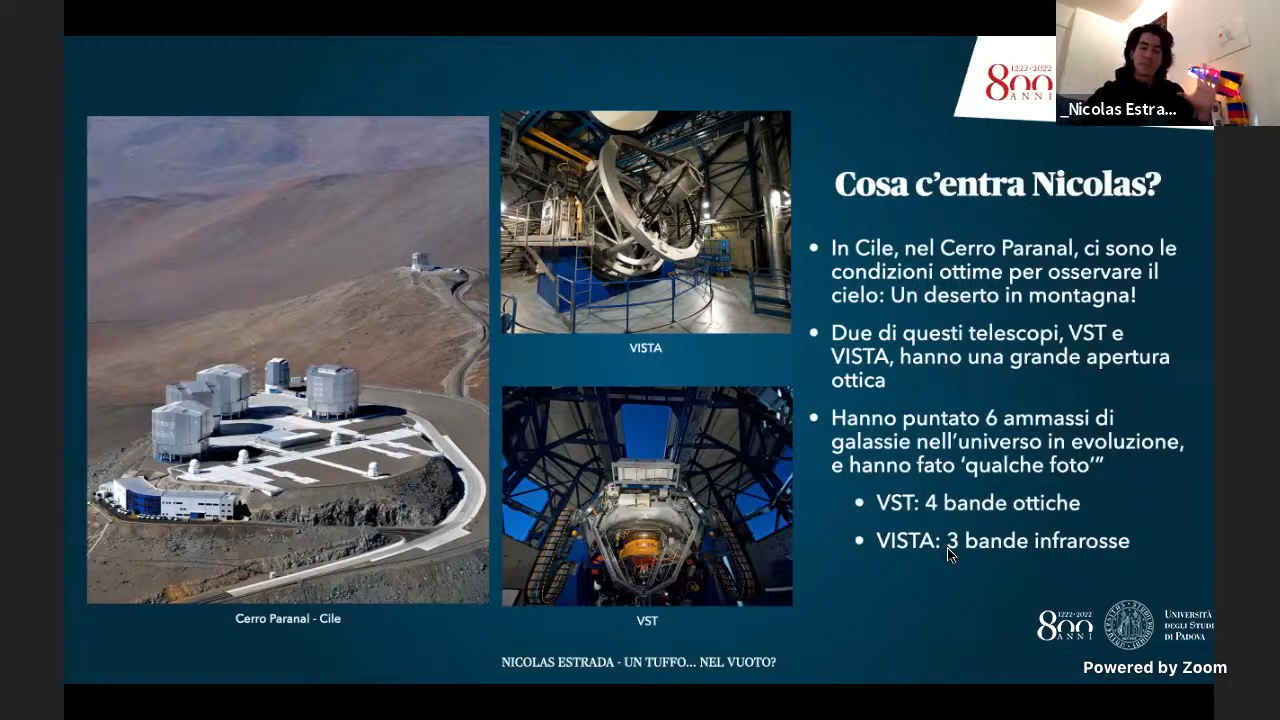 1222·2022
800
ANNI
_Nicolas Estra...
Cosa c’entra Nicolas?
• In Cile, nel Cerro Paranal, ci sono le
condizioni ottime per osservare il
cielo: Un deserto in montagna!
• Due di questi telescopi, VST e
VISTA, hanno una grande apertura
ottica
• Hanno puntato 6 ammassi di
galassie nell’universo in evoluzione,
e hanno fato ‘qualche foto’”
• VST: 4 bande ottiche
• VISTA: 3 bande infrarosse
VISTA
Cerro Paranal - Cile
VST
NICOLAS ESTRADA - UN TUFFO... NEL VUOTO?
1222·2022
800
ANNI
UNIVERSITÀ
DEGLI STUDI
DI PADOVA
Powered by Zoom